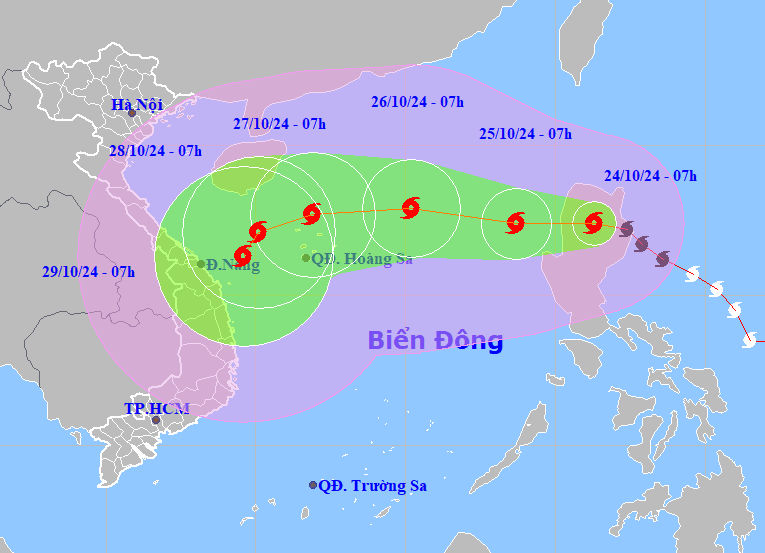 26/10/24 - 07h
Hà Nội
27/10/24 - 07h
25/10/24 - 07h
28/10/24 - 07h
24/10/24 - 07h
29/10/24 - 07h
Đ.Nẵng
QĐ. Hoàng Sa
Biển Đông
TP.HCM
QĐ. Trường Sa